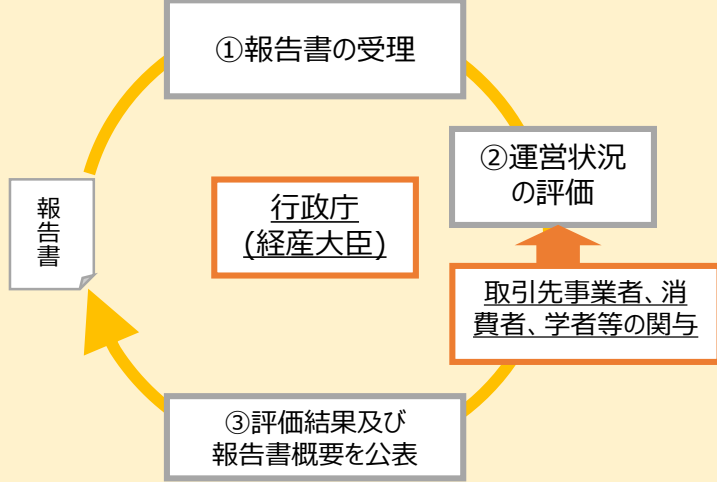 ①報告書の受理
②運営状況
の評価
報告書
行政庁
(経産大臣)
取引先事業者、消
費者、学者等の関与
③評価結果及び
報告書概要を公表